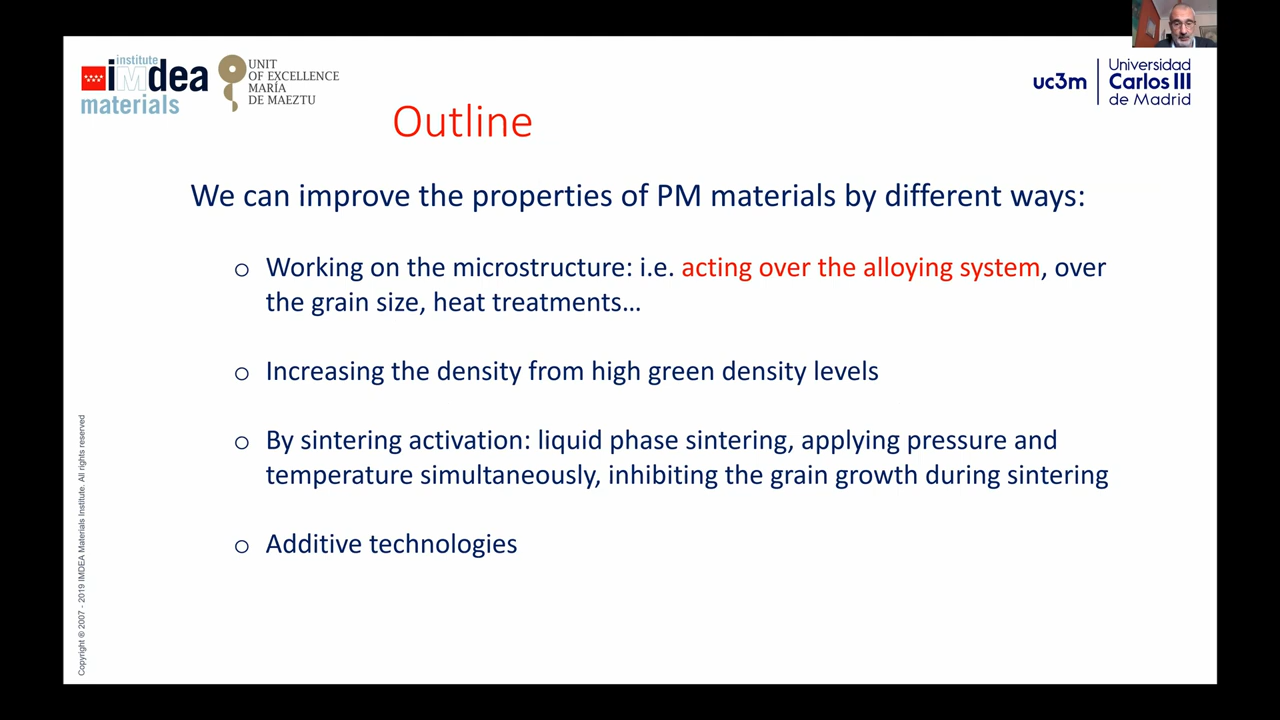 institute
iMdea
materials
UNIT
OF EXCELLENCE
MARÍA
DE MAEZTU
uc3m
Universidad
Carlos III
de Madrid
Outline
We can improve the properties of PM materials by different ways:
o Working on the microstructure: i.e. acting over the alloying system, over
the grain size, heat treatments…
o Increasing the density from high green density levels
o By sintering activation: liquid phase sintering, applying pressure and
temperature simultaneously, inhibiting the grain growth during sintering
o Additive technologies
Copyright ® 2007 - 2019 IMDEA Materials Institute. All rights reserved